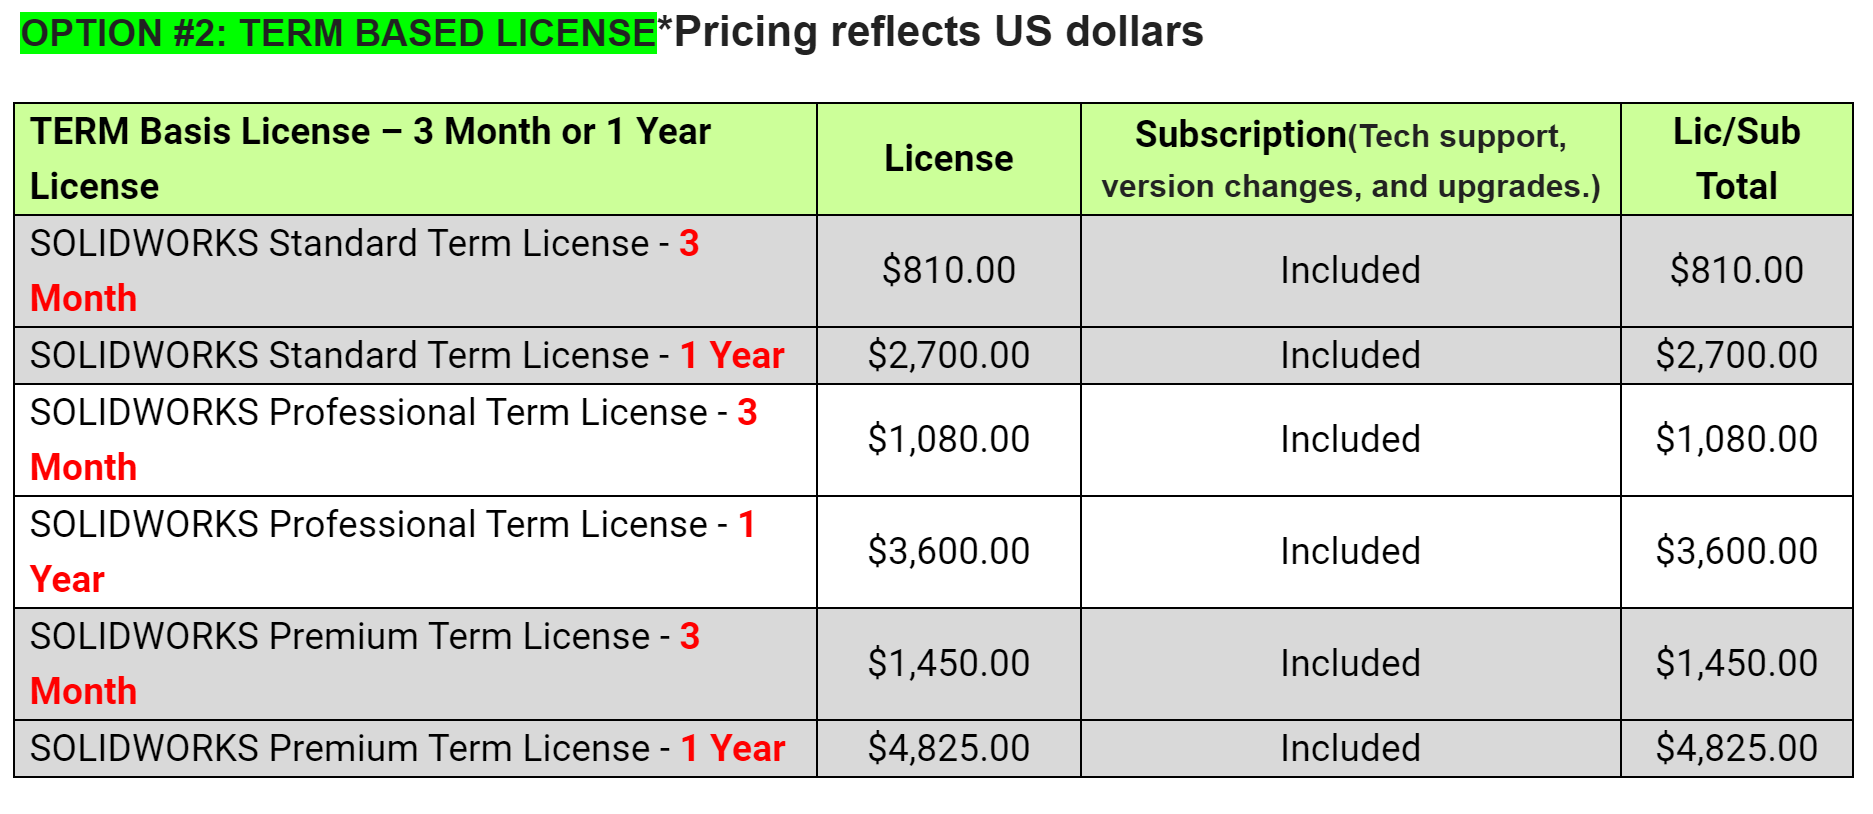 OPTION #2: TERM BASED LICENSE*Pricing reflects US dollars
TERM Basis License – 3 Month or 1 Year
License
License
Subscription(Tech support,
version changes, and upgrades.)
Lic/Sub
Total
SOLIDWORKS Standard Term License - 3
Month
$810.00
Included
$810.00
SOLIDWORKS Standard Term License - 1 Year
$2,700.00
Included
$2,700.00
SOLIDWORKS Professional Term License - 3
Month
$1,080.00
Included
$1,080.00
SOLIDWORKS Professional Term License - 1
Year
$3,600.00
Included
$3,600.00
SOLIDWORKS Premium Term License - 3
Month
$1,450.00
Included
$1,450.00
SOLIDWORKS Premium Term License - 1 Year
$4,825.00
Included
$4,825.00